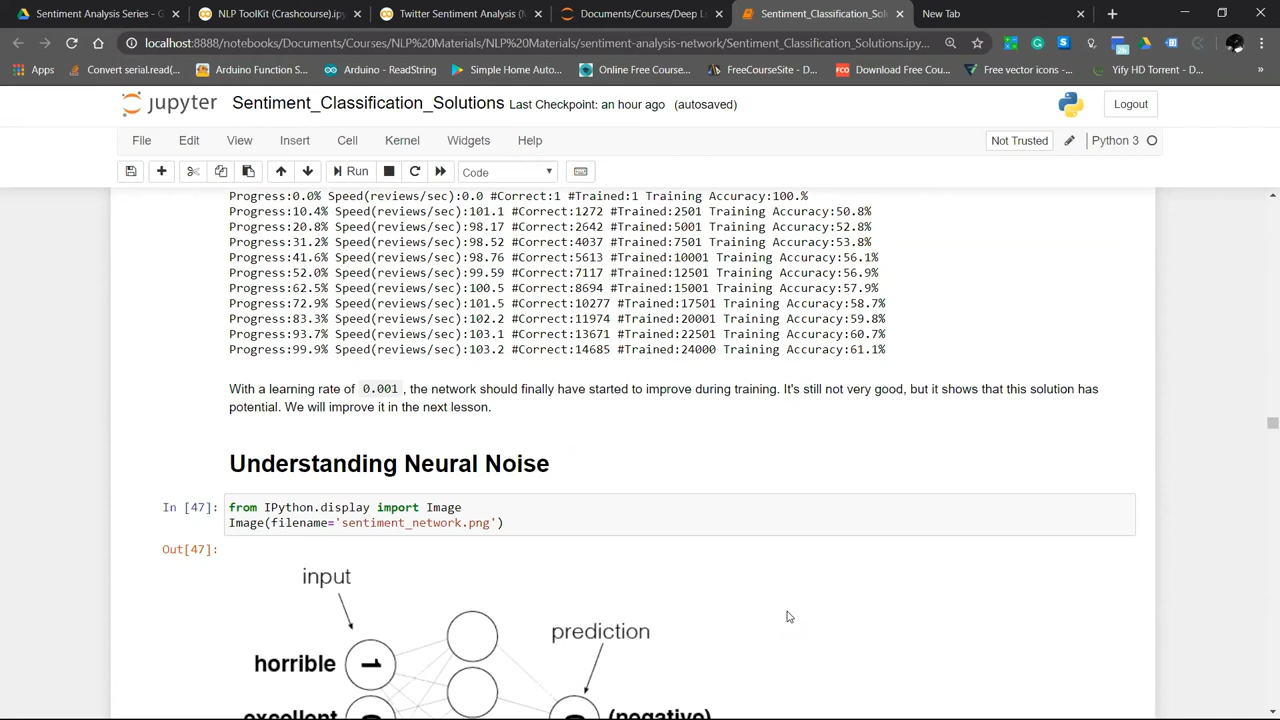 Sentiment Analysis Series - G
NLP ToolKit (Crashcourse).ipy
Twitter Sentiment Analysis (M
Documents/Courses/Deep L
Sentiment_Classification_Solu
New Tab
localhost:8888/notebooks/Documents/Courses/NLP%20Materials/NLP%20Materials/sentiment-analysis-network/Sentiment_Classification_Solutions.ipy...
Apps
Convert serial.read(...
Arduino Function S...
Arduino - ReadString
Simple Home Auto...
Online Free Course...
FreeCourseSite - D...
Download Free Cou...
Free vector icons -...
Yify HD Torrent - D...
»
jupyter
Sentiment_Classification_Solutions Last Checkpoint: an hour ago (autosaved)
Logout
File Edit View Insert Cell Kernel Widgets Help
Not Trusted
Python 3
Run
Code
Progress:0.0% Speed(reviews/sec):0.0 #Correct:1 #Trained:1 Training Accuracy:100.%
Progress:10.4% Speed(reviews/sec):101.1 #Correct:1272 #Trained:2501 Training Accuracy:50.8%
Progress:20.8% Speed(reviews/sec):98.17 #Correct:2642 #Trained:5001 Training Accuracy:52.8%
Progress:31.2% Speed(reviews/sec):98.52 #Correct:4037 #Trained:7501 Training Accuracy:53.8%
Progress:41.6% Speed(reviews/sec):98.76 #Correct:5613 #Trained:10001 Training Accuracy:56.1%
Progress:52.0% Speed(reviews/sec):99.59 #Correct:7117 #Trained:12501 Training Accuracy:56.9%
Progress:62.5% Speed(reviews/sec):100.5 #Correct:8694 #Trained:15001 Training Accuracy:57.9%
Progress:72.9% Speed(reviews/sec):101.5 #Correct:10277 #Trained:17501 Training Accuracy:58.7%
Progress:83.3% Speed(reviews/sec):102.2 #Correct:11974 #Trained:20001 Training Accuracy:59.8%
Progress:93.7% Speed(reviews/sec):103.1 #Correct:13671 #Trained:22501 Training Accuracy:60.7%
Progress:99.9% Speed(reviews/sec):103.2 #Correct:14685 #Trained:24000 Training Accuracy:61.1%
With a learning rate of 0.001 , the network should finally have started to improve during training. It's still not very good, but it shows that this solution has
potential. We will improve it in the next lesson.
Understanding Neural Noise
In [47]: from IPython.display import Image
Image(filename='sentiment_network.png')
Out[47]:
input
prediction
horrible 1
excellent 0 0 (negative)